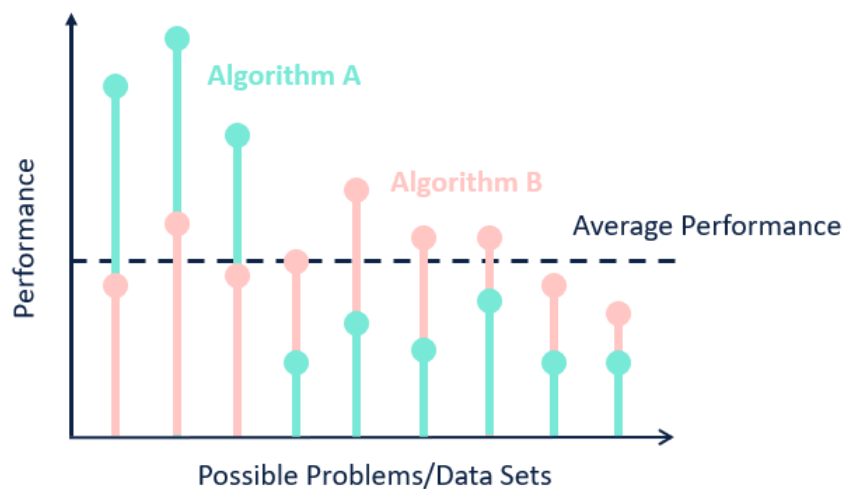 Algorithm A
Algorithm B
Average Performance
Performance
Possible Problems/Data Sets